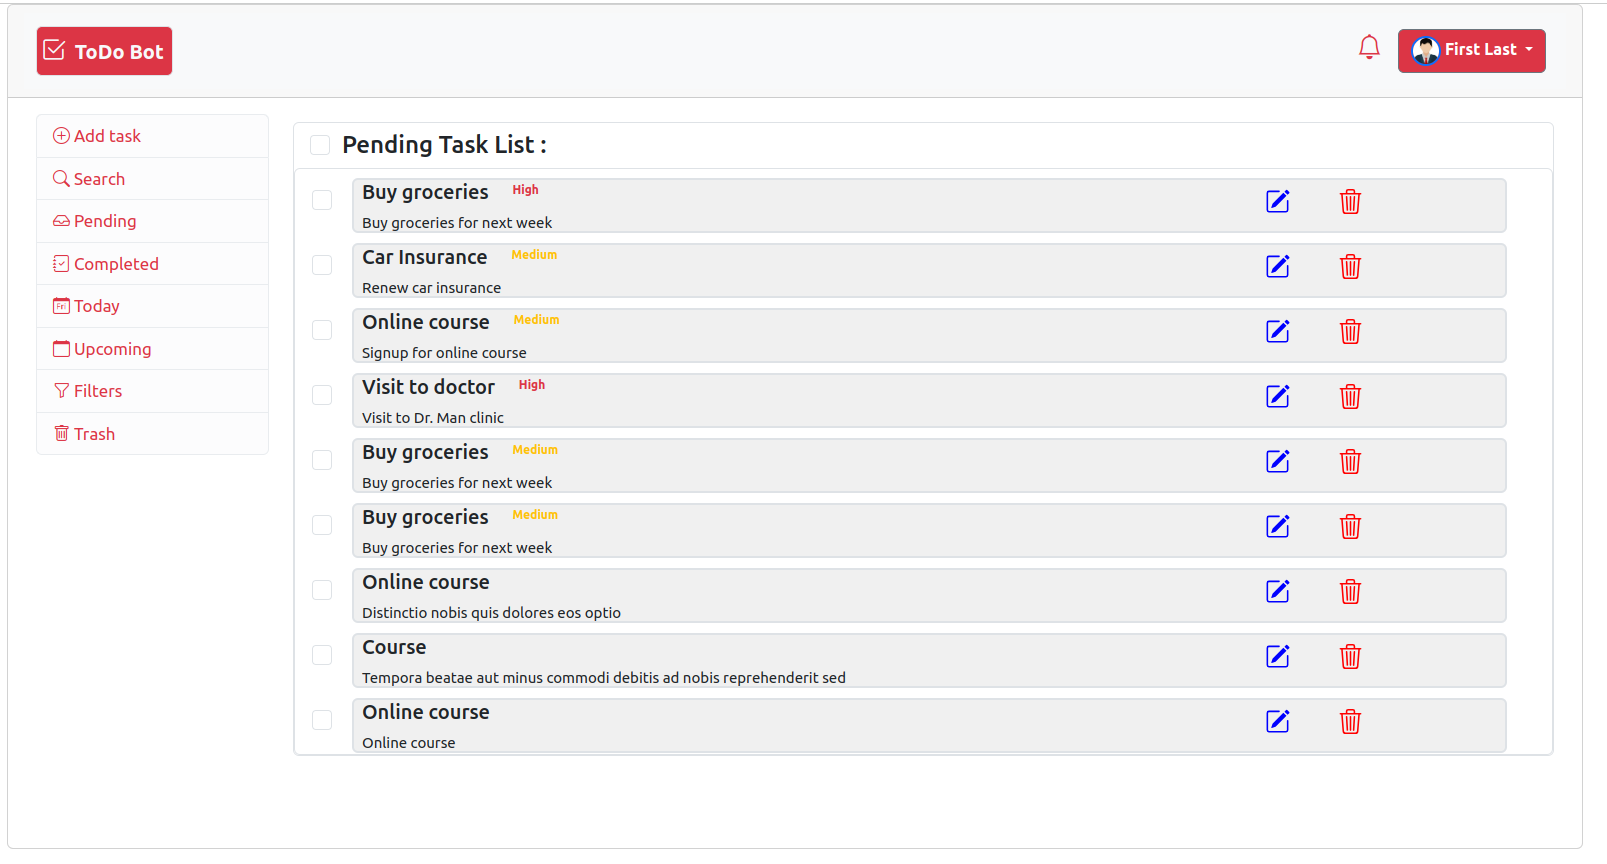 ToDo Bot
First Last
Add task
Search
Pending
Completed
Fri Today
Upcoming
Filters
Trash
Pending Task List :
Buy groceries High
Buy groceries for next week
Car Insurance Medium
Renew car insurance
Online course Medium
Signup for online course
Visit to doctor High
Visit to Dr. Man clinic
Buy groceries Medium
Buy groceries for next week
Buy groceries Medium
Buy groceries for next week
Online course
Distinctio nobis quis dolores eos optio
Course
Tempora beatae aut minus commodi debitis ad nobis reprehenderit sed
Online course
Online course